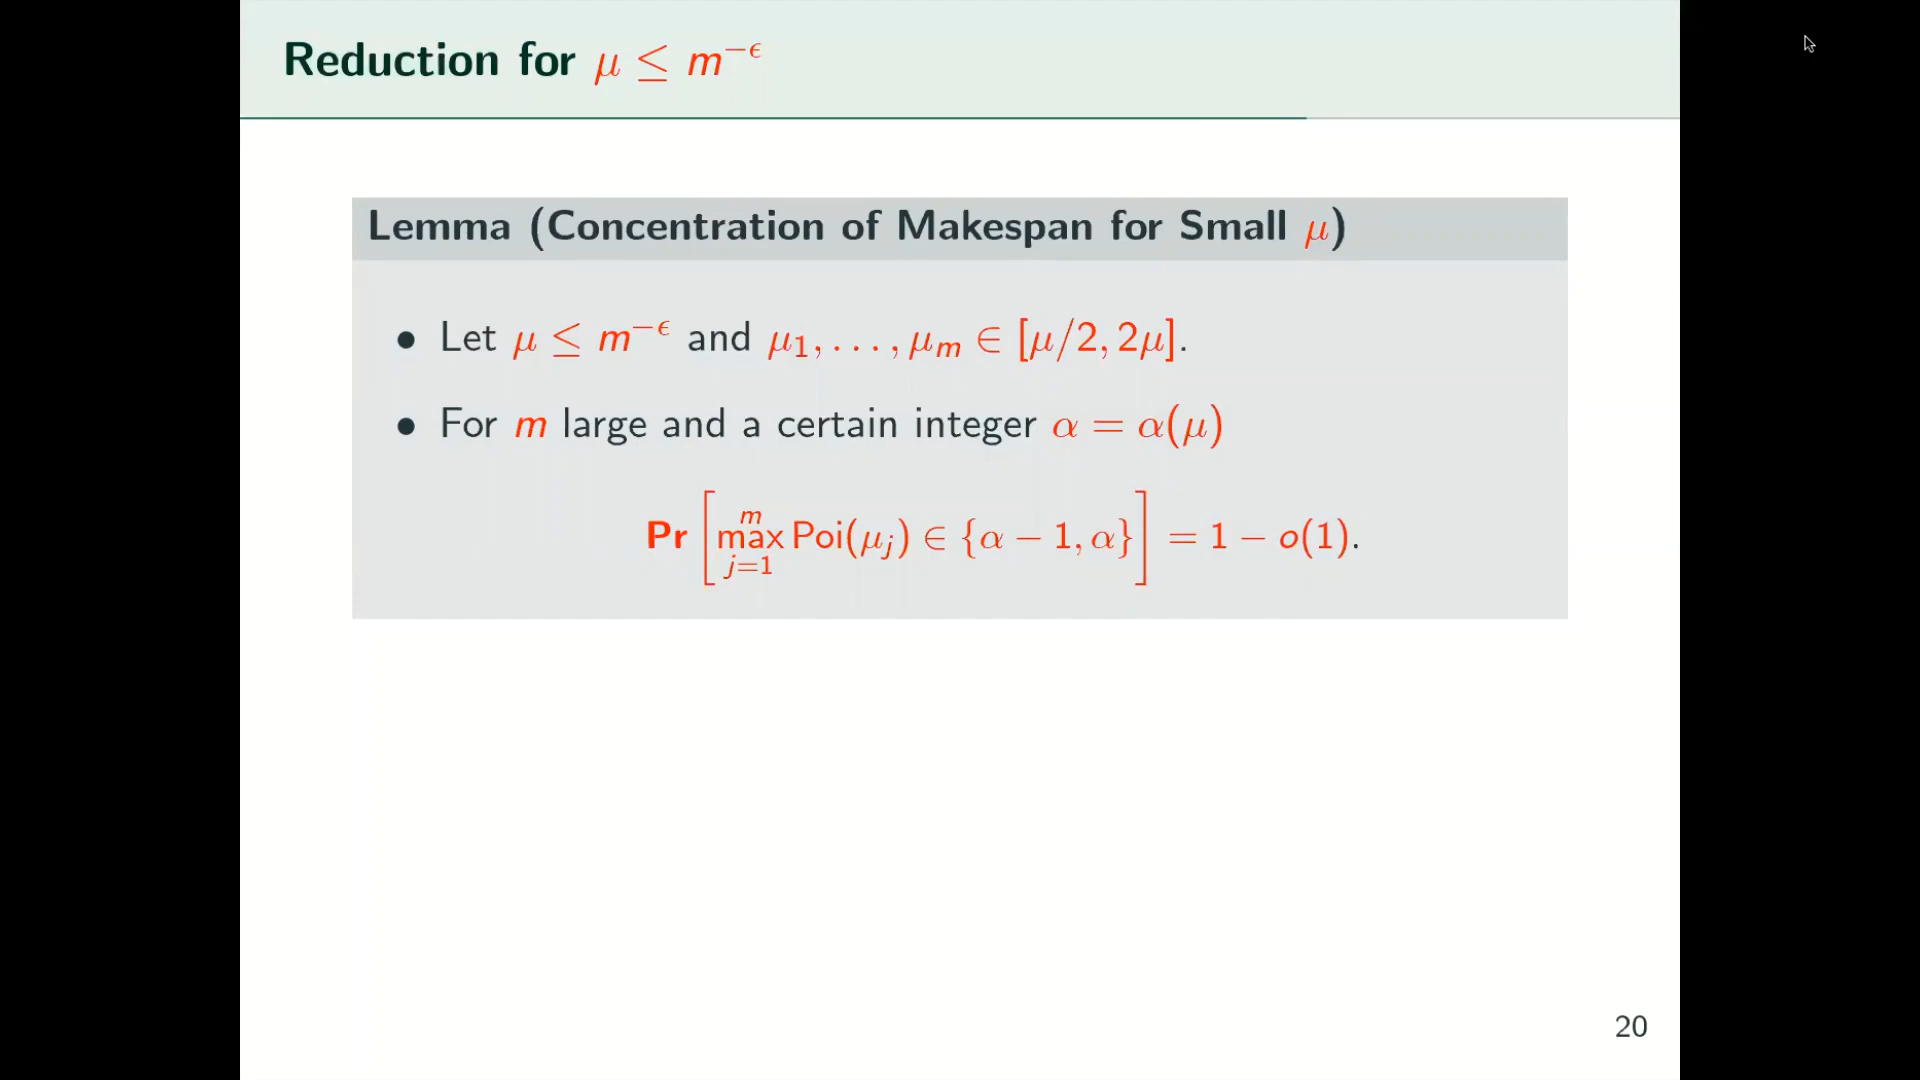 Reduction for μ ≤ m^{−ϵ}
Lemma (Concentration of Makespan for Small μ)
• Let μ ≤ m^{−ϵ} and μ₁, . . . , μ_m ∈ [μ/2, 2μ].
• For m large and a certain integer α = α(μ)
Pr [ max_{j=1}^{m} Poi(μ_j) ∈ {α − 1, α} ] = 1 − o(1).
20